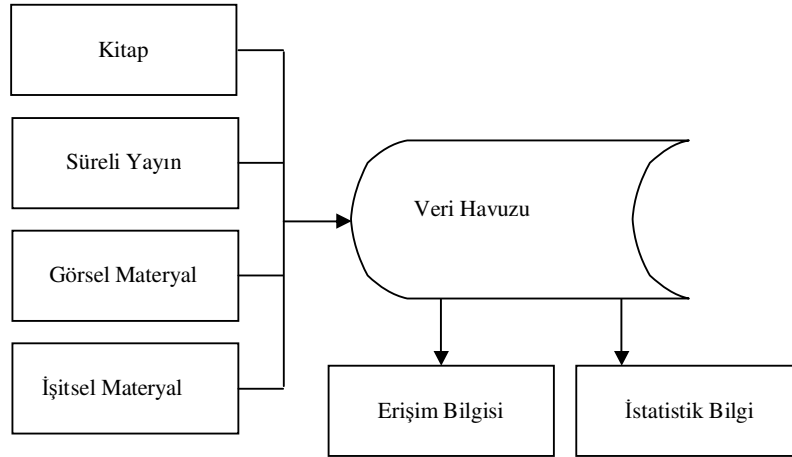 Kitap
Süreli Yayın
Görsel Materyal
İşitsel Materyal
Veri Havuzu
Erişim Bilgisi
İstatistik Bilgi